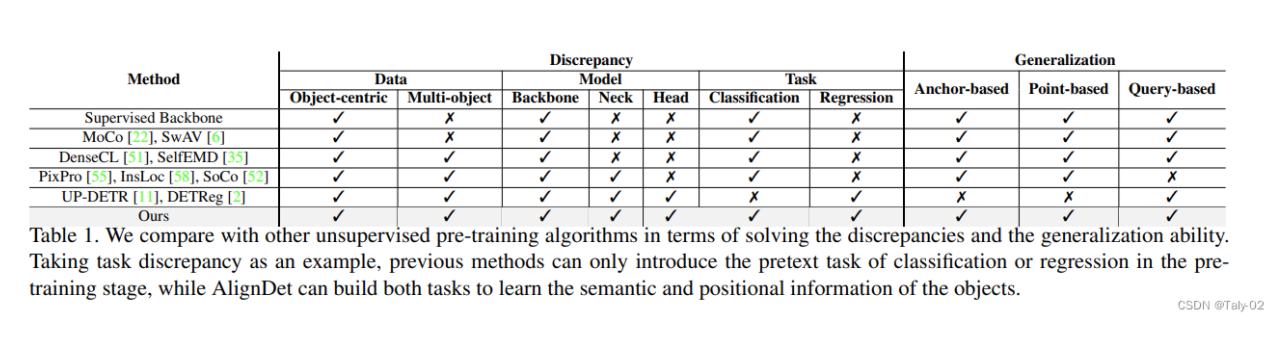 Discrepancy Generalization
Method Data Model Task Anchor-based Point-based Query-based
Object-centric Multi-object Backbone Neck Head Classification Regression
Supervised Backbone ✓ ✗ ✓ ✗ ✗ ✓ ✗ ✓ ✓ ✓
MoCo [22], SwAV [6] ✓ ✗ ✓ ✗ ✗ ✓ ✗ ✓ ✓ ✓
DenseCL [51], SelfEMD [35] ✓ ✓ ✓ ✗ ✗ ✓ ✗ ✓ ✓ ✓
PixPro [55], InsLoc [58], SoCo [52] ✓ ✓ ✓ ✓ ✗ ✓ ✗ ✓ ✓ ✗
UP-DETR [11], DETReg [2] ✓ ✓ ✓ ✓ ✓ ✗ ✓ ✗ ✗ ✓
Ours ✓ ✓ ✓ ✓ ✓ ✓ ✓ ✓ ✓ ✓
Table 1. We compare with other unsupervised pre-training algorithms in terms of solving the discrepancies and the generalization ability.
Taking task discrepancy as an example, previous methods can only introduce the pretext task of classification or regression in the pre-
training stage, while AlignDet can build both tasks to learn the semantic and positional information of the objects.
CSDN @Taly-02